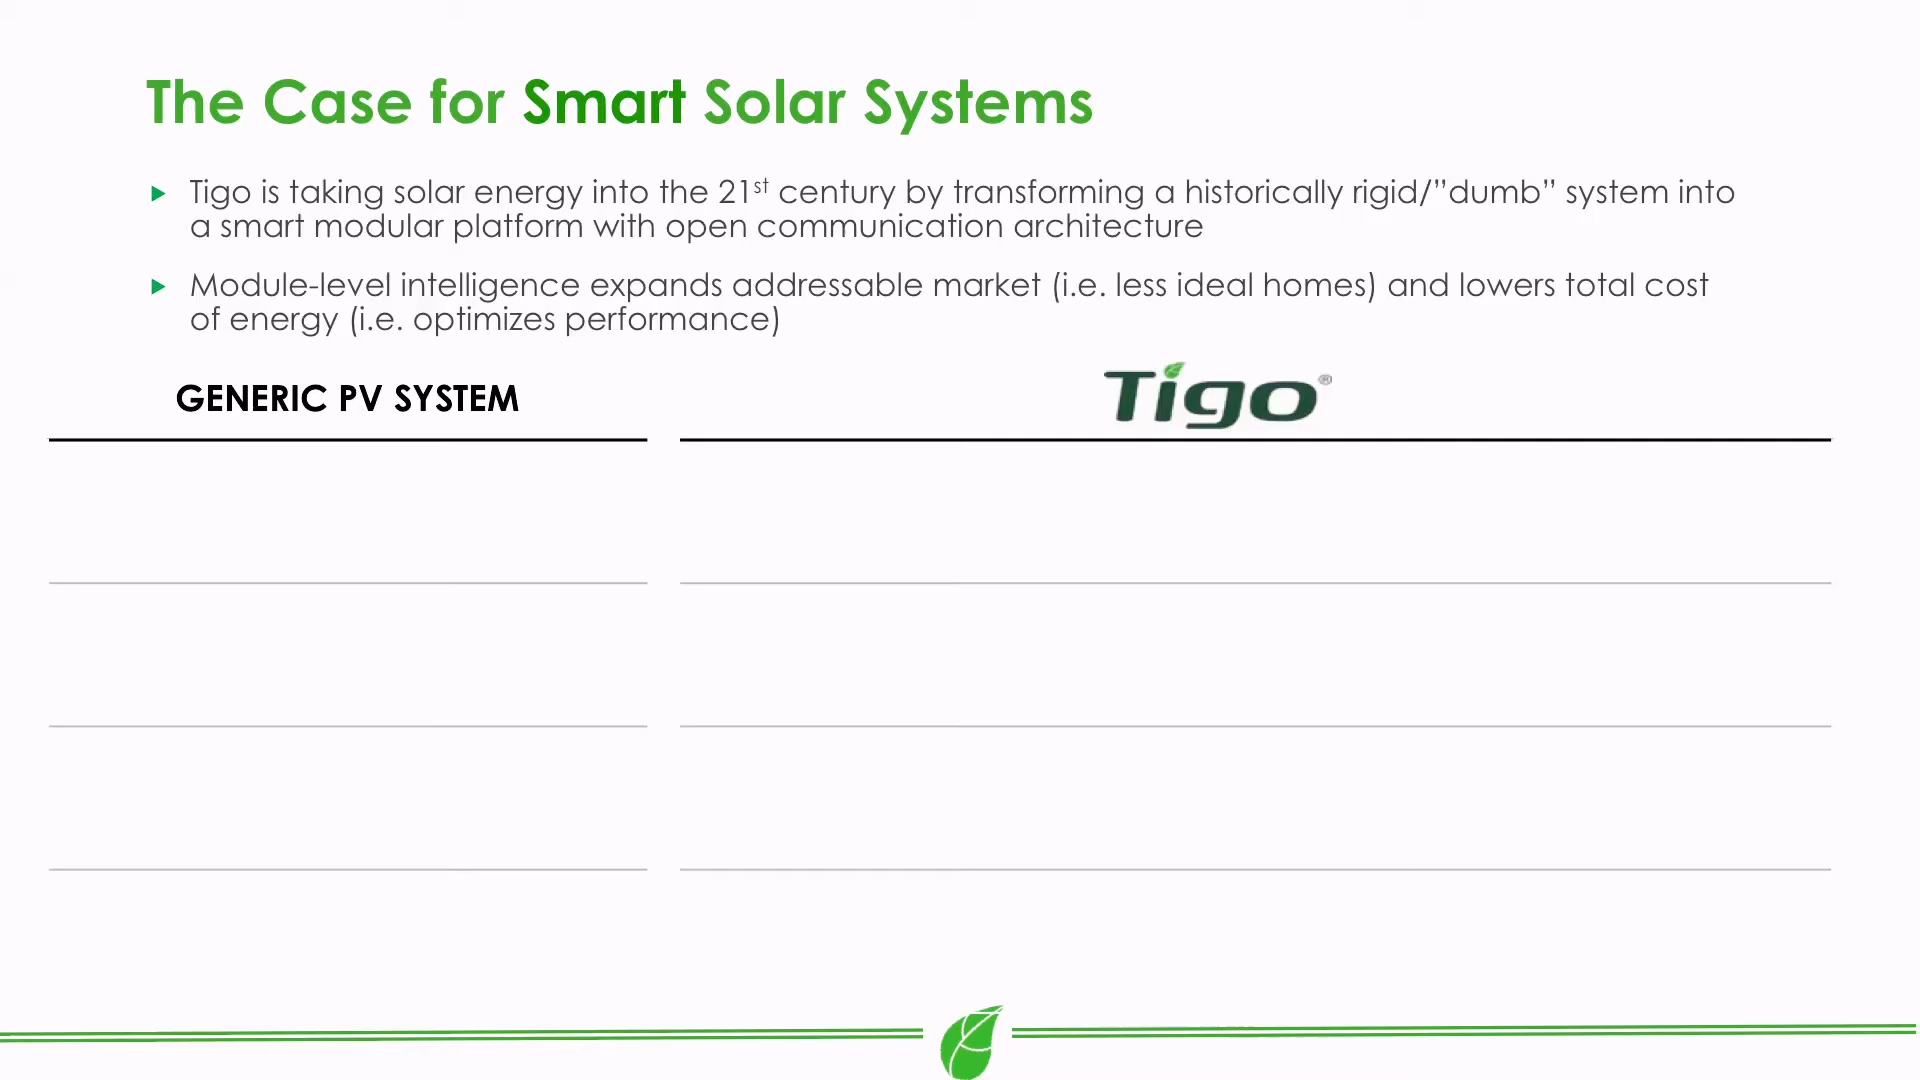 The Case for Smart Solar Systems
Tigo is taking solar energy into the 21st century by transforming a historically rigid/”dumb” system into
a smart modular platform with open communication architecture
Module-level intelligence expands addressable market (i.e. less ideal homes) and lowers total cost
of energy (i.e. optimizes performance)
GENERIC PV SYSTEM
Tigo®